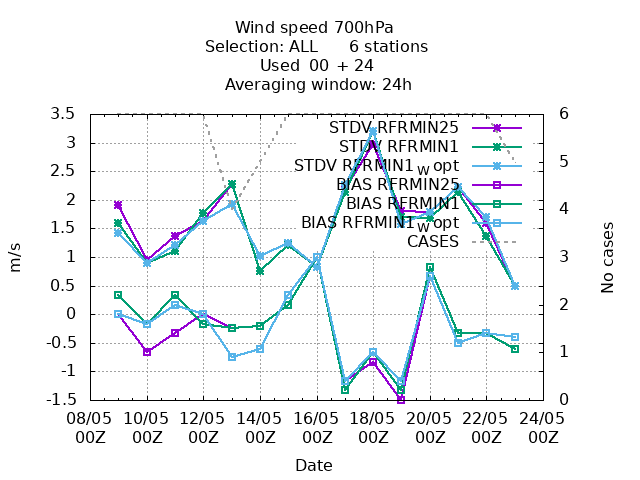 Wind speed 700hPa
Selection: ALL 6 stations
Used 00 + 24
Averaging window: 24h
3.5
3
2.5
2
1.5
1
0.5
0
-0.5
-1
-1.5
m/s
STDV RFRMIN25
STDV RFRMIN1
STDV RFRMIN1w opt
BIAS RFRMIN25
BIAS RFRMIN1
BIAS RFRMIN1w opt
CASES
6
5
4
3
2
1
0
No cases
08/05 10/05 12/05 14/05 16/05 18/05 20/05 22/05 24/05
00Z 00Z 00Z 00Z 00Z 00Z 00Z 00Z 00Z
Date